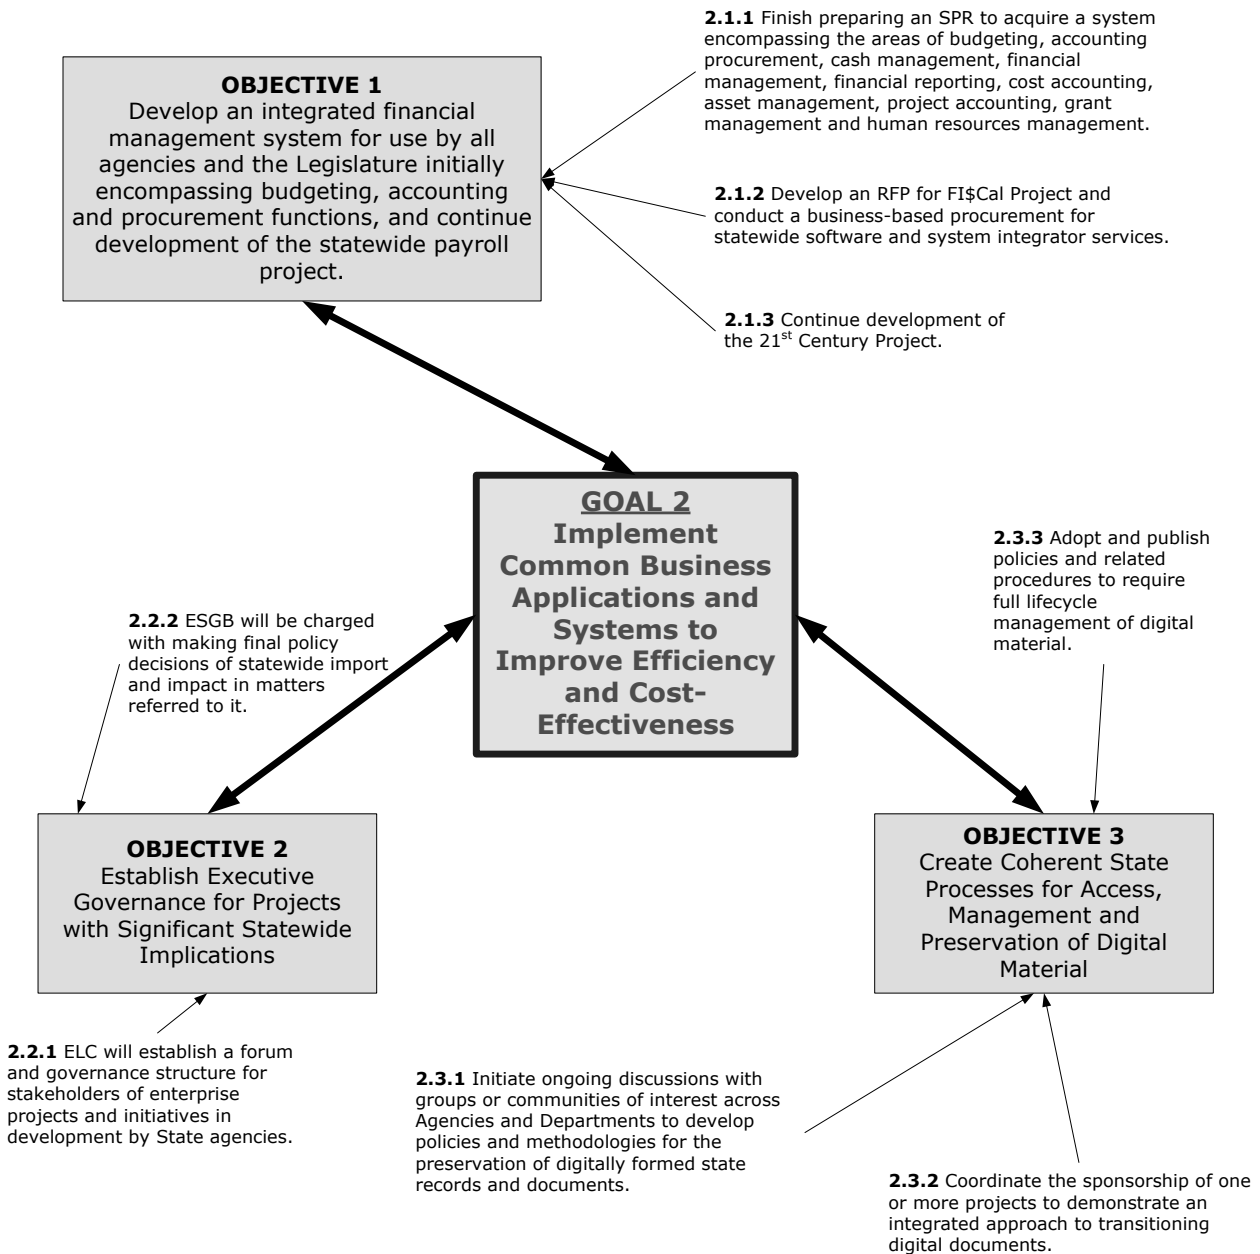 2.1.1 Finish preparing an SPR to acquire a system
encompassing the areas of budgeting, accounting
procurement, cash management, financial
management, financial reporting, cost accounting,
asset management, project accounting, grant
management and human resources management.
OBJECTIVE 1
Develop an integrated financial
management system for use by all
agencies and the Legislature initially
encompassing budgeting, accounting
and procurement functions, and continue
development of the statewide payroll
project.
2.1.2 Develop an RFP for FI$Cal Project and
conduct a business-based procurement for
statewide software and system integrator services.
2.1.3 Continue development of
the 21st Century Project.
GOAL 2
Implement
Common Business
Applications and
Systems to
Improve Efficiency
and Cost-
Effectiveness
2.3.3 Adopt and publish
policies and related
procedures to require
full lifecycle
management of digital
material.
2.2.2 ESGB will be charged
with making final policy
decisions of statewide import
and impact in matters
referred to it.
OBJECTIVE 2
Establish Executive
Governance for Projects
with Significant Statewide
Implications
OBJECTIVE 3
Create Coherent State
Processes for Access,
Management and
Preservation of Digital
Material
2.2.1 ELC will establish a forum
and governance structure for
stakeholders of enterprise
projects and initiatives in
development by State agencies.
2.3.1 Initiate ongoing discussions with
groups or communities of interest across
Agencies and Departments to develop
policies and methodologies for the
preservation of digitally formed state
records and documents.
2.3.2 Coordinate the sponsorship of one
or more projects to demonstrate an
integrated approach to transitioning
digital documents.